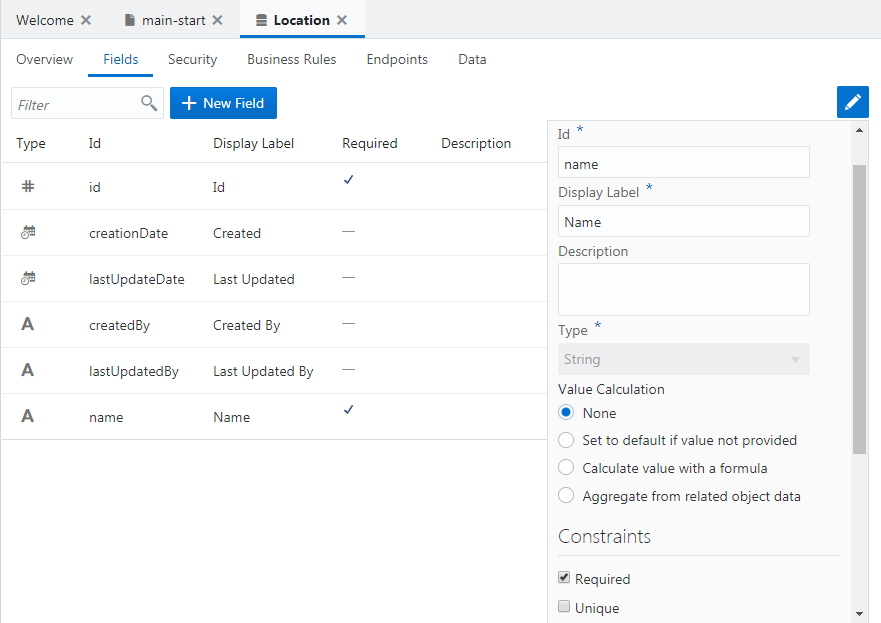 Welcome main-start Location
Overview Fields Security Business Rules Endpoints Data
Filter New Field
Type Id Display Label Required Description
id Id
creationDate Created
lastUpdateDate Last Updated
A createdBy Created By
A lastUpdatedBy Last Updated By
A name Name
Id *
name
Display Label *
Name
Description
Type *
String
Value Calculation
None
Set to default if value not provided
Calculate value with a formula
Aggregate from related object data
Constraints
Required
Unique